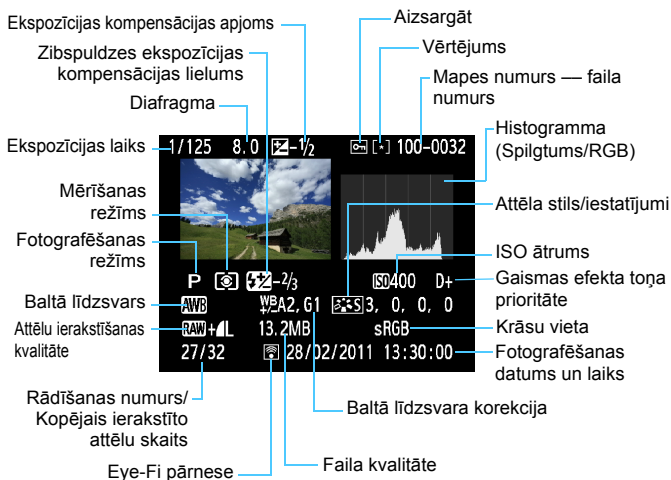 Ekspozīcijas kompensācijas apjoms
Aizsargāt
Zibspuldzes ekspozīcijas
kompensācijas lielums
Vērtējums
Diafragma
Mapes numurs — faila
numurs
Ekspozīcijas laiks
1/125 8.0 -1/2 [*] 100-0032
Histogramma
(Spilgtums/RGB)
Mērīšanas
režīms
Attēla stils/iestatījumi
Fotografēšanas
režīms
ISO ātrums
P -2/3 ISO400 D+
Gaismas efekta toņa
prioritāte
Baltā līdzsvars
AWB WB A2, G1 S3, 0, 0, 0
Attēlu ierakstīšanas
kvalitāte
RAW+L 13.2MB sRGB
Krāsu vieta
27/32 28/02/2011 13:30:00
Fotografēšanas
datums un laiks
Rādīšanas numurs/
Kopējais ierakstīto
attēlu skaits
Baltā līdzsvara korekcija
Eye-Fi pārnese
Faila kvalitāte